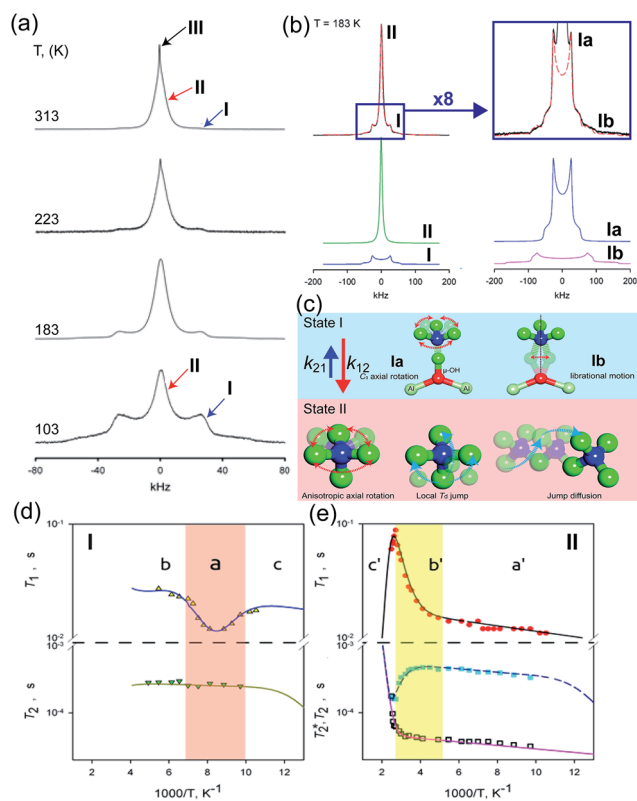 (a)
T, (K)
III
II
I
313
223
183
II
I
103
-80 -40 0 40 80
kHz
(b)
T = 183 K
II
I
x8
Ia
Ib
II
I
Ia
Ib
-200 -100 0 100 200
kHz
-200 -100 0 100 200
kHz
(c)
State I
k21 k12
Ia
C3 axial rotation
μ-OH
Al Al
Ib
librational motion
State II
Anisotropic axial rotation
Local Td jump
Jump diffusion
(d)
I
10-1
T1, s
b a c
10-2
10-3
T2, s
10-4
2 4 6 8 10 12
1000/T, K-1
(e)
II
10-1
T1, s
c' b' a'
10-2
10-3
T2*, T2, s
10-4
2 4 6 8 10 12
1000/T, K-1